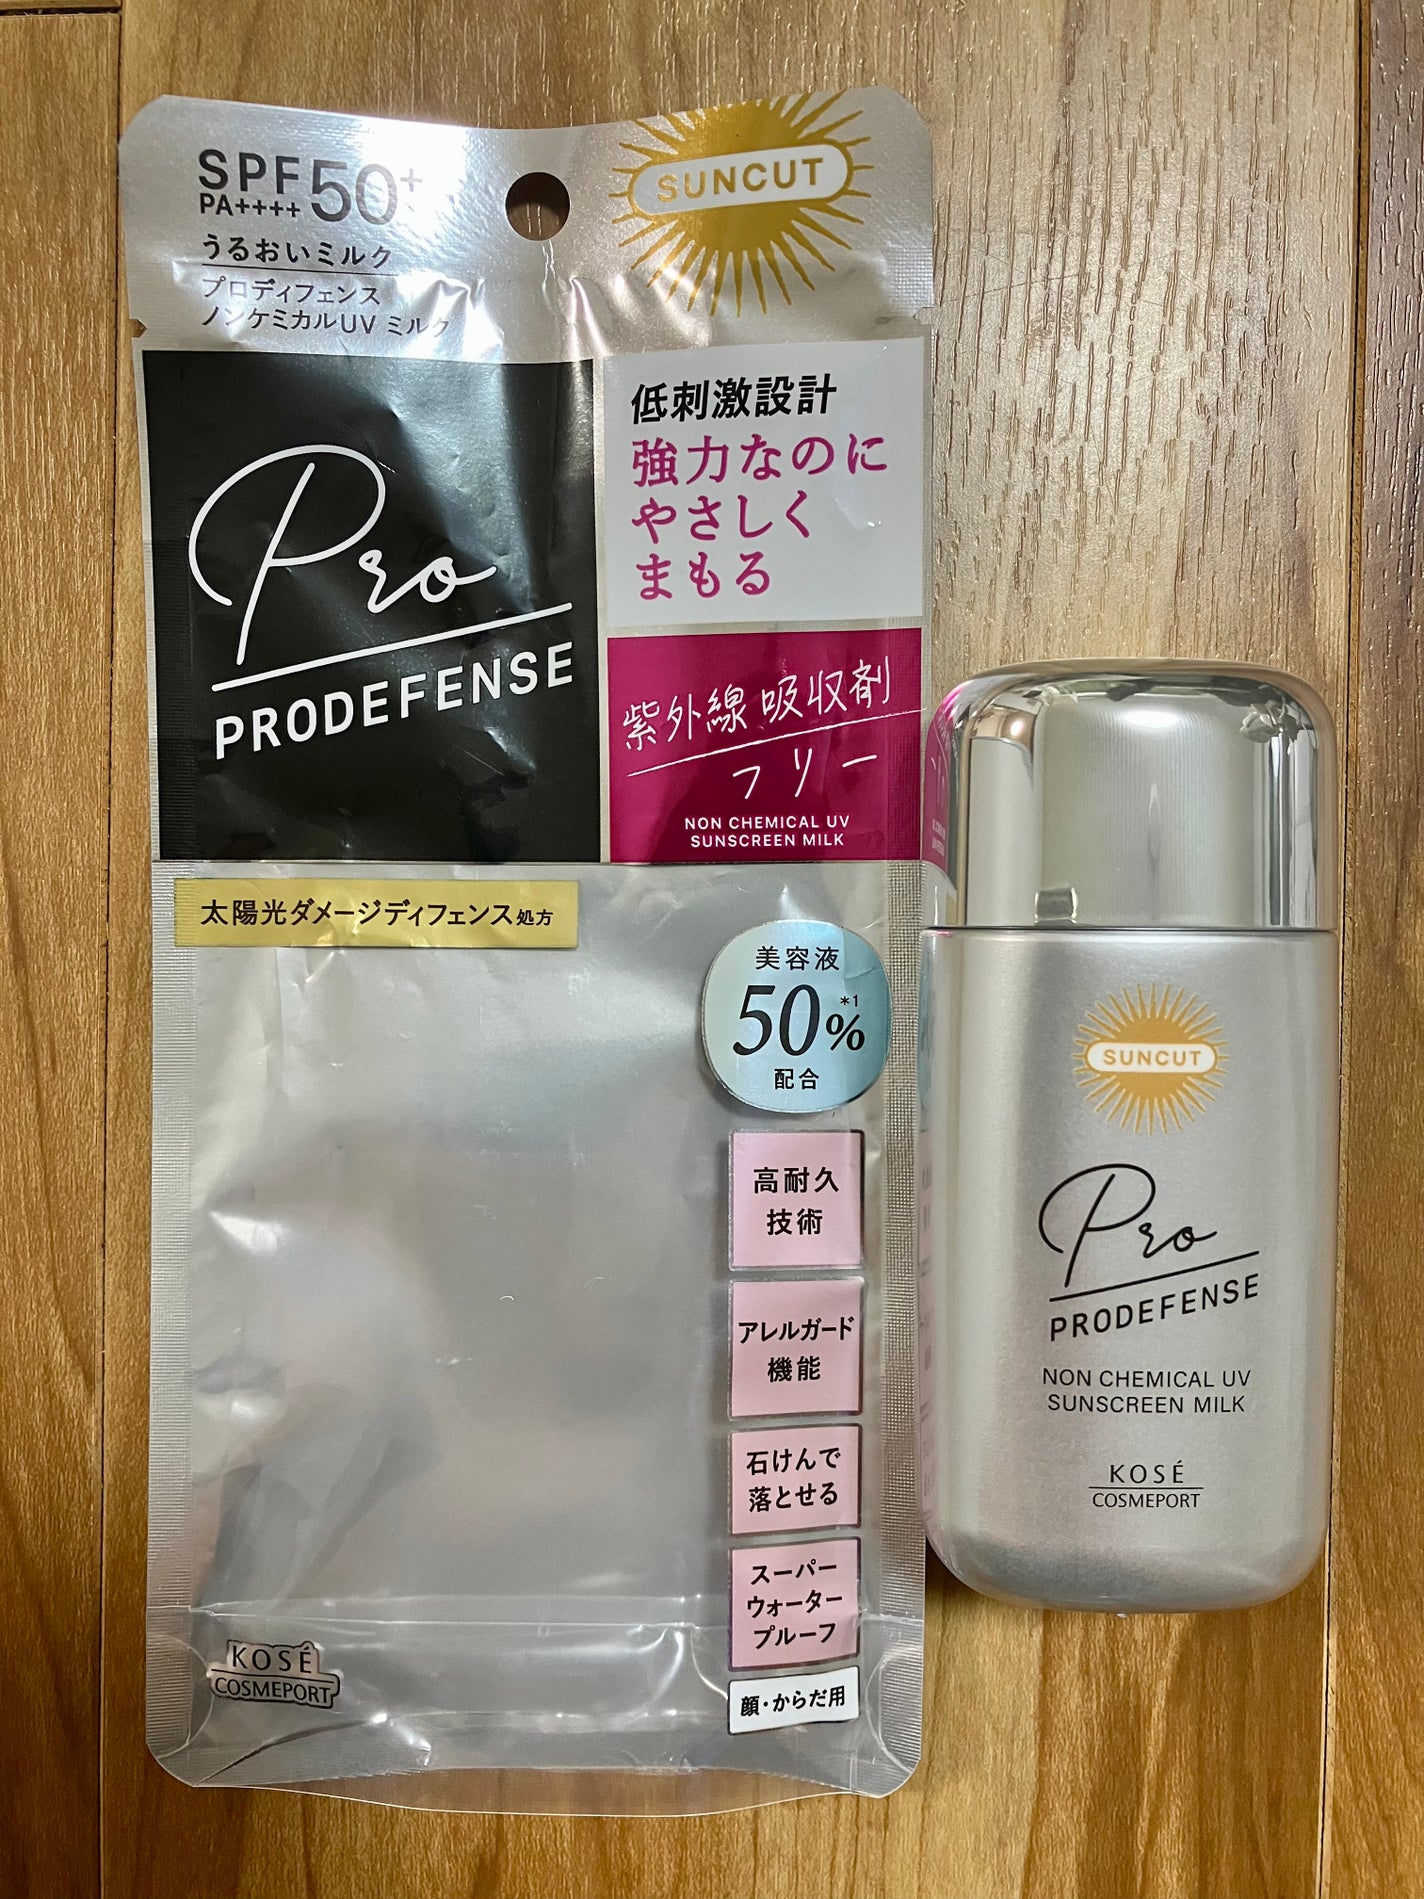 SPF50+
PA++++
うるおいミルク
プロディフェンス
ノンケミカルUV ミルク
SUNCUT
Pro
PRODEFENSE
低刺激設計
強力なのに
やさしく
まもる
紫外線吸収剤
フリー
NON CHEMICAL UV
SUNSCREEN MILK
太陽光ダメージディフェンス処方
美容液
50%*1
配合
高耐久
技術
アレルガード
機能
石けんで
落とせる
スーパー
ウォーター
プルーフ
顔・からだ用
KOSÉ
COSMEPORT
SUNCUT
Pro
PRODEFENSE
NON CHEMICAL UV
SUNSCREEN MILK
KOSÉ
COSMEPORT